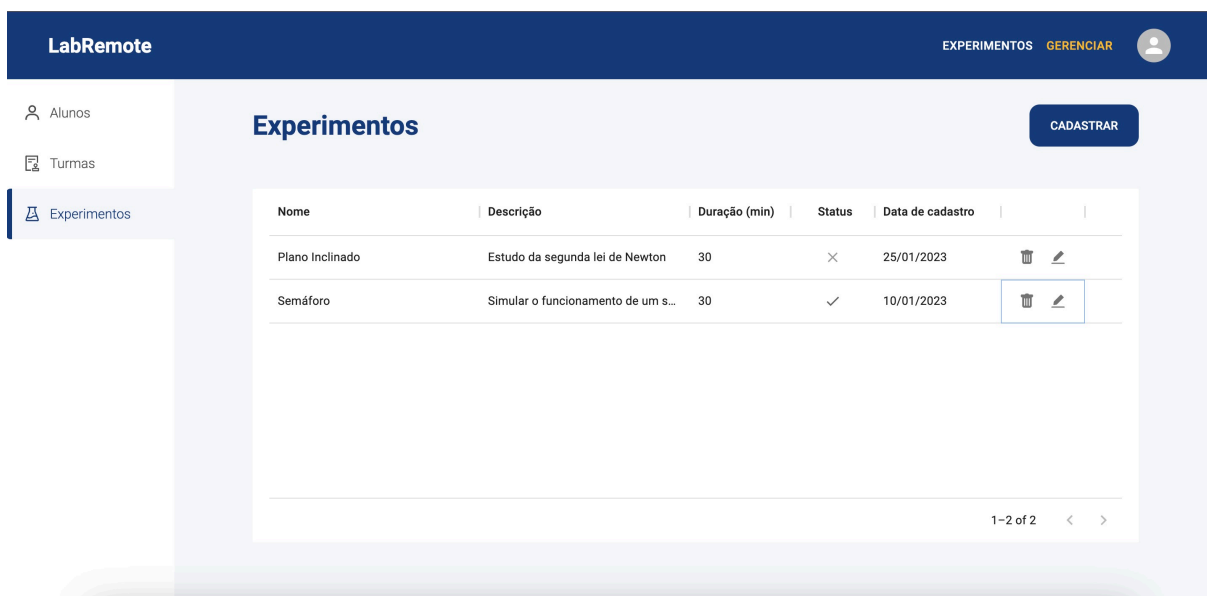 LabRemote
EXPERIMENTOS GERENCIAR
Alunos
Turmas
Experimentos
Experimentos
CADASTRAR
Nome Descrição Duração (min) Status Data de cadastro
Plano Inclinado Estudo da segunda lei de Newton 30 25/01/2023
Semáforo Simular o funcionamento de um s... 30 10/01/2023
1–2 of 2